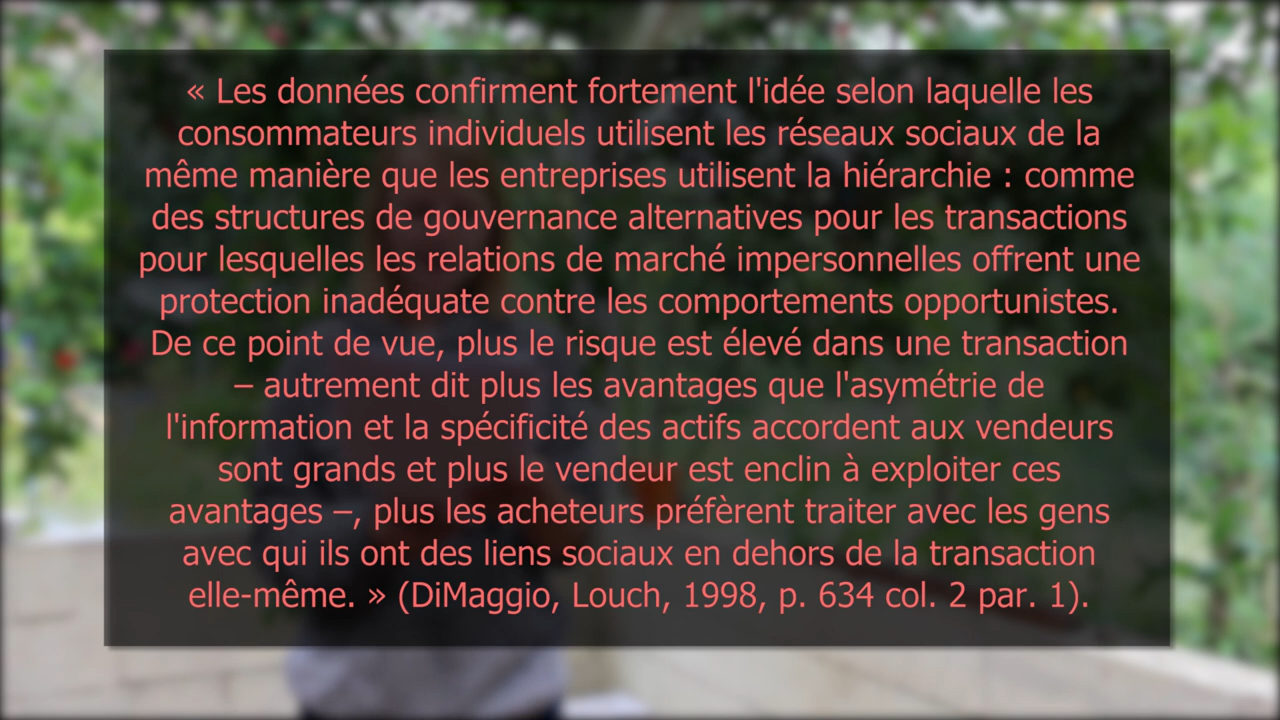 « Les données confirment fortement l'idée selon laquelle les
consommateurs individuels utilisent les réseaux sociaux de la
même manière que les entreprises utilisent la hiérarchie : comme
des structures de gouvernance alternatives pour les transactions
pour lesquelles les relations de marché impersonnelles offrent une
protection inadéquate contre les comportements opportunistes.
De ce point de vue, plus le risque est élevé dans une transaction
– autrement dit plus les avantages que l'asymétrie de
l'information et la spécificité des actifs accordent aux vendeurs
sont grands et plus le vendeur est enclin à exploiter ces
avantages –, plus les acheteurs préfèrent traiter avec les gens
avec qui ils ont des liens sociaux en dehors de la transaction
elle-même. » (DiMaggio, Louch, 1998, p. 634 col. 2 par. 1).